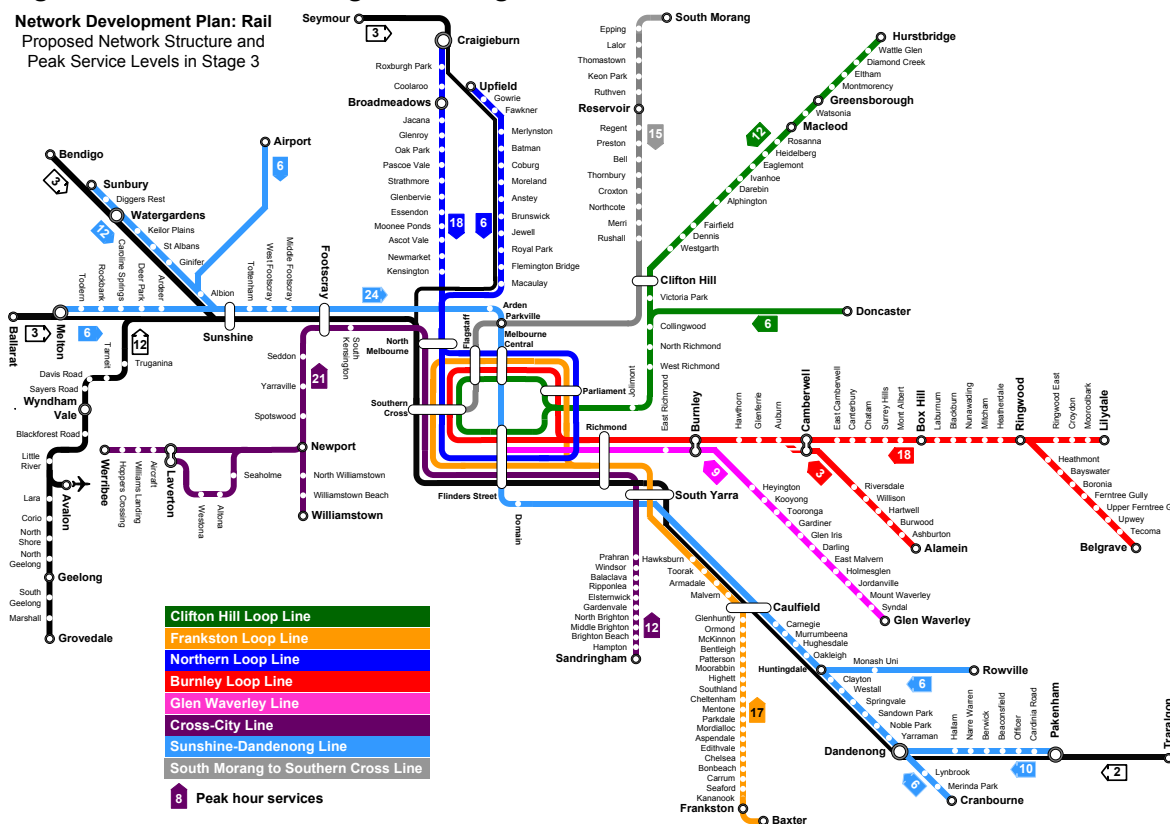 Network Development Plan: Rail
Proposed Network Structure and
Peak Service Levels in Stage 3
Seymour
3
Craigieburn
Roxburgh Park
Coolaroo
Broadmeadows
Jacana
Glenroy
Oak Park
Pascoe Vale
Strathmore
Glenbervie
Essendon
Moonee Ponds
Ascot Vale
Newmarket
Kensington
18
Upfield
Gowrie
Fawkner
Merlynston
Batman
Coburg
Moreland
Anstey
Brunswick
Jewell
Royal Park
Flemington Bridge
Macaulay
6
South Morang
Epping
Lalor
Thomastown
Keon Park
Ruthven
Reservoir
Regent
Preston
Bell
Thornbury
Croxton
Northcote
Merri
Rushall
15
Hurstbridge
Wattle Glen
Diamond Creek
Eltham
Montmorency
Greensborough
Watsonia
Macleod
Rosanna
Heidelberg
Eaglemont
Ivanhoe
Darebin
Alphington
Fairfield
Dennis
Westgarth
12
Clifton Hill
Victoria Park
Collingwood
North Richmond
West Richmond
Jolimont
Doncaster
6
Airport
6
Bendigo
3
Sunbury
Diggers Rest
Watergardens
Keilor Plains
St Albans
Ginifer
12
Albion
Ballarat
3
Melton
6
Toolern
Rockbank
Caroline Springs
Deer Park
Ardeer
Sunshine
Tottenham
West Footscray
Middle Footscray
Footscray
24
12
Truganina
Tarneit
Davis Road
Sayers Road
Wyndham
Vale
Blackforest Road
Little
River
Avalon
Lara
Corio
North
Shore
North
Geelong
Geelong
South
Geelong
Marshall
Grovedale
South
Kensington
Seddon
21
Yarraville
Spotswood
Newport
North Williamstown
Williamstown Beach
Williamstown
Werribee
Hoppers Crossing
Williams Landing
Aircraft
Laverton
Westona
Altona
Seaholme
Arden
Parkville
Melbourne
Central
Flagstaff
North
Melbourne
Southern
Cross
Parliament
Flinders Street
Domain
Richmond
South Yarra
East Richmond
Burnley
Hawthorn
Glenferrie
Auburn
Camberwell
East Camberwell
Canterbury
Chatam
Surrey Hills
Mont Albert
Box Hill
Laburnum
Blackburn
Nunawading
Mitcham
Heatherdale
Ringwood
Ringwood East
Croydon
Mooroolbark
Lilydale
18
Heathmont
Bayswater
Boronia
Ferntree Gully
Upper Ferntree G
Upwey
Tecoma
Belgrave
3
Riversdale
Willison
Hartwell
Burwood
Ashburton
Alamein
9
Heyington
Kooyong
Tooronga
Gardiner
Glen Iris
Darling
East Malvern
Holmesglen
Jordanville
Mount Waverley
Syndal
Glen Waverley
Prahran
Windsor
Balaclava
Ripponlea
Elsternwick
Gardenvale
North Brighton
Middle Brighton
Brighton Beach
Hampton
Sandringham
12
Hawksburn
Toorak
Armadale
Malvern
Caulfield
Glenhuntly
Ormond
McKinnon
Bentleigh
Patterson
Moorabbin
Highett
Southland
Cheltenham
Mentone
Parkdale
Mordialloc
Aspendale
Edithvale
Chelsea
Bonbeach
Carrum
Seaford
Kananook
Frankston
Baxter
17
Carnegie
Murrumbeena
Hughesdale
Oakleigh
Huntingdale
Monash Uni
Rowville
6
Clayton
Westall
Springvale
Sandown Park
Noble Park
Yarraman
Dandenong
Hallam
Narre Warren
Berwick
Beaconsfield
Officer
Cardinia Road
Pakenham
10
2
Traralgon
6
Lynbrook
Merinda Park
Cranbourne
Clifton Hill Loop Line
Frankston Loop Line
Northern Loop Line
Burnley Loop Line
Glen Waverley Line
Cross-City Line
Sunshine-Dandenong Line
South Morang to Southern Cross Line
8 Peak hour services